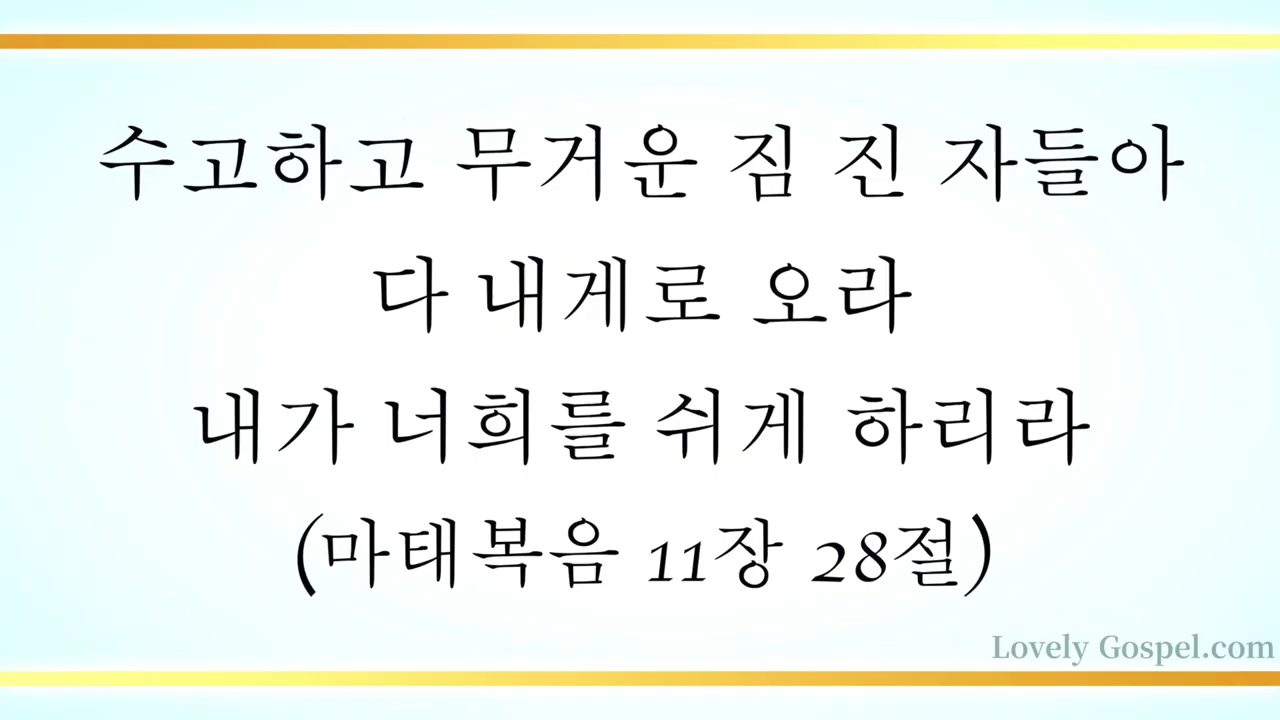 수고하고 무거운 짐 진 자들아
다 내게로 오라
내가 너희를 쉬게 하리라
(마태복음 11장 28절)
Lovely Gospel.com